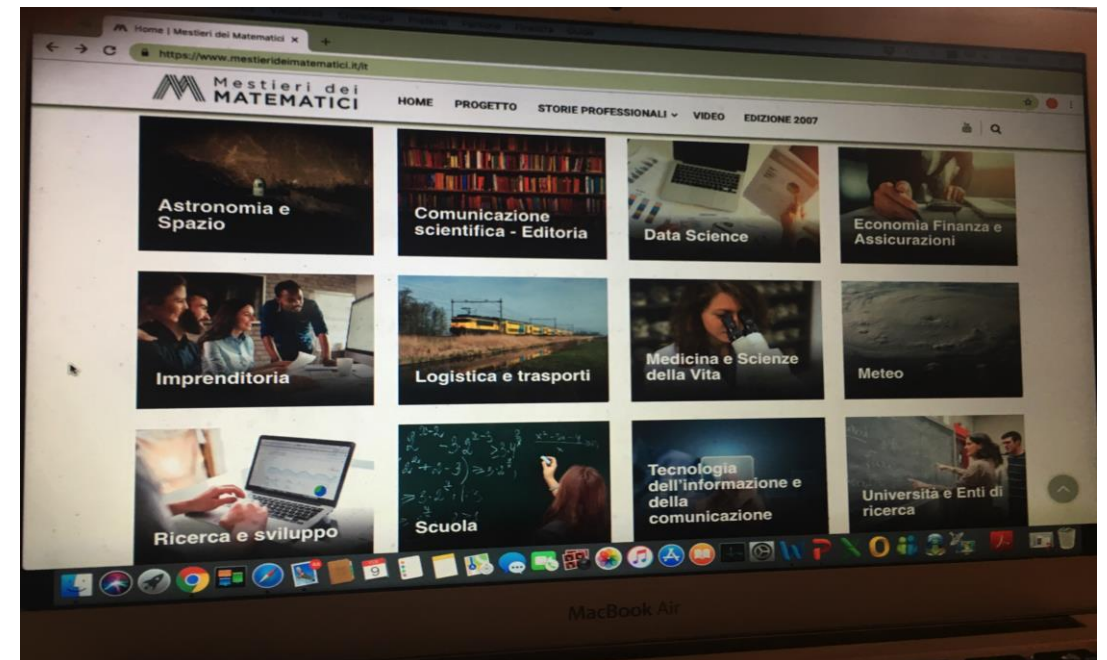 Home | Mestieri dei Matematici
https://www.mestierideimatematici.it/it
Mestieri dei
MATEMATICI
HOME PROGETTO STORIE PROFESSIONALI VIDEO EDIZIONE 2007
Astronomia e
Spazio
Comunicazione
scientifica - Editoria
Data Science
Economia Finanza e
Assicurazioni
Imprenditoria
Logistica e trasporti
Medicina e Scienze
della Vita
Meteo
Ricerca e sviluppo
Scuola
Tecnologia
dell'informazione e
della
comunicazione
Università e Enti di
ricerca
9
MacBook Air